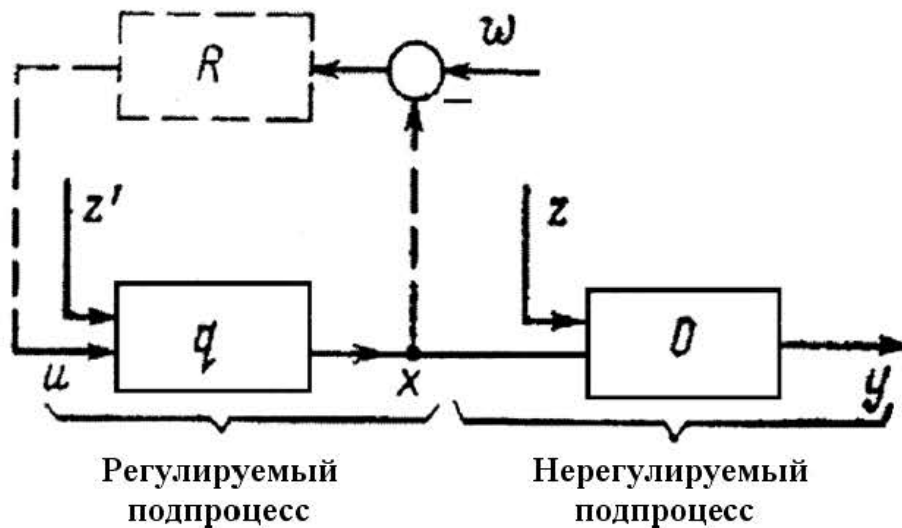 R
w
−
z'
z
q
D
u
x
y
Регулируемый
подпроцесс
Нерегулируемый
подпроцесс